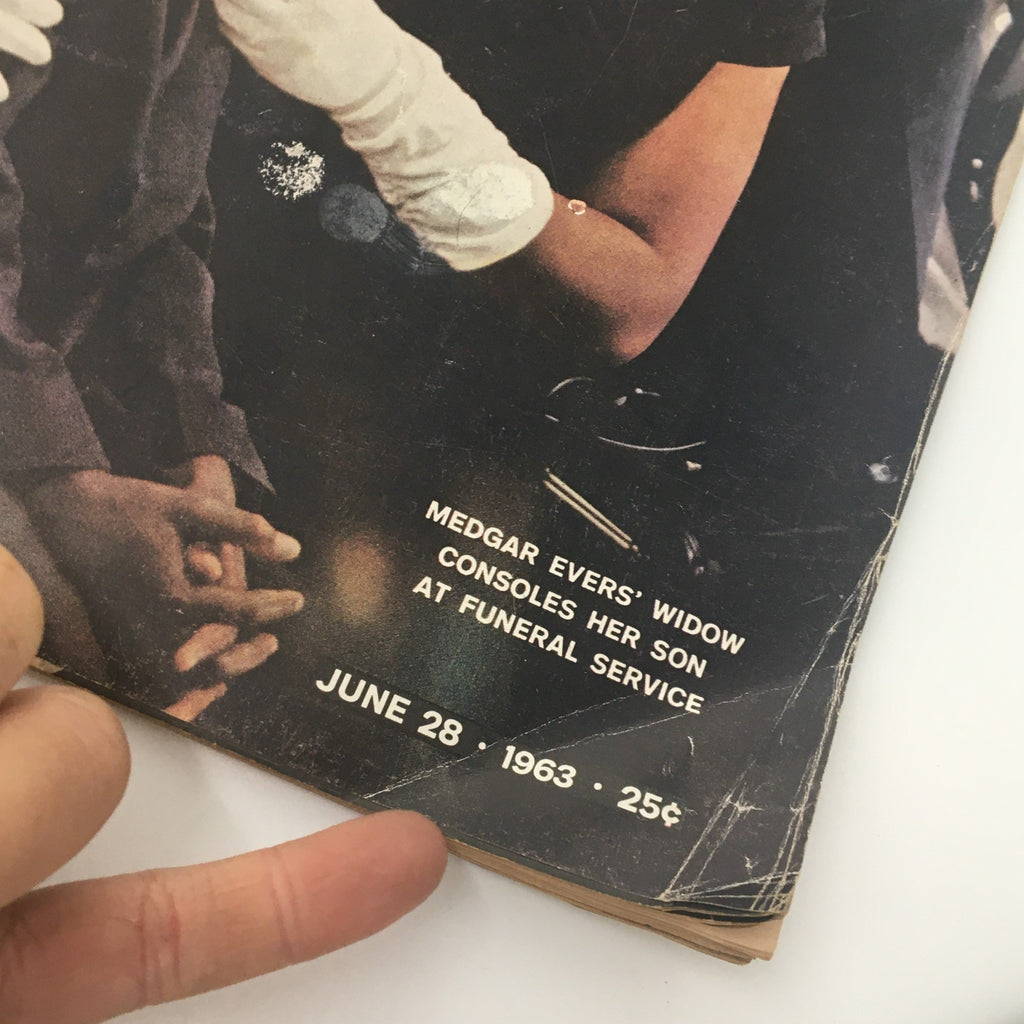 MEDGAR EVERS’ WIDOW
CONSOLES HER SON
AT FUNERAL SERVICE
JUNE 28 · 1963 · 25¢